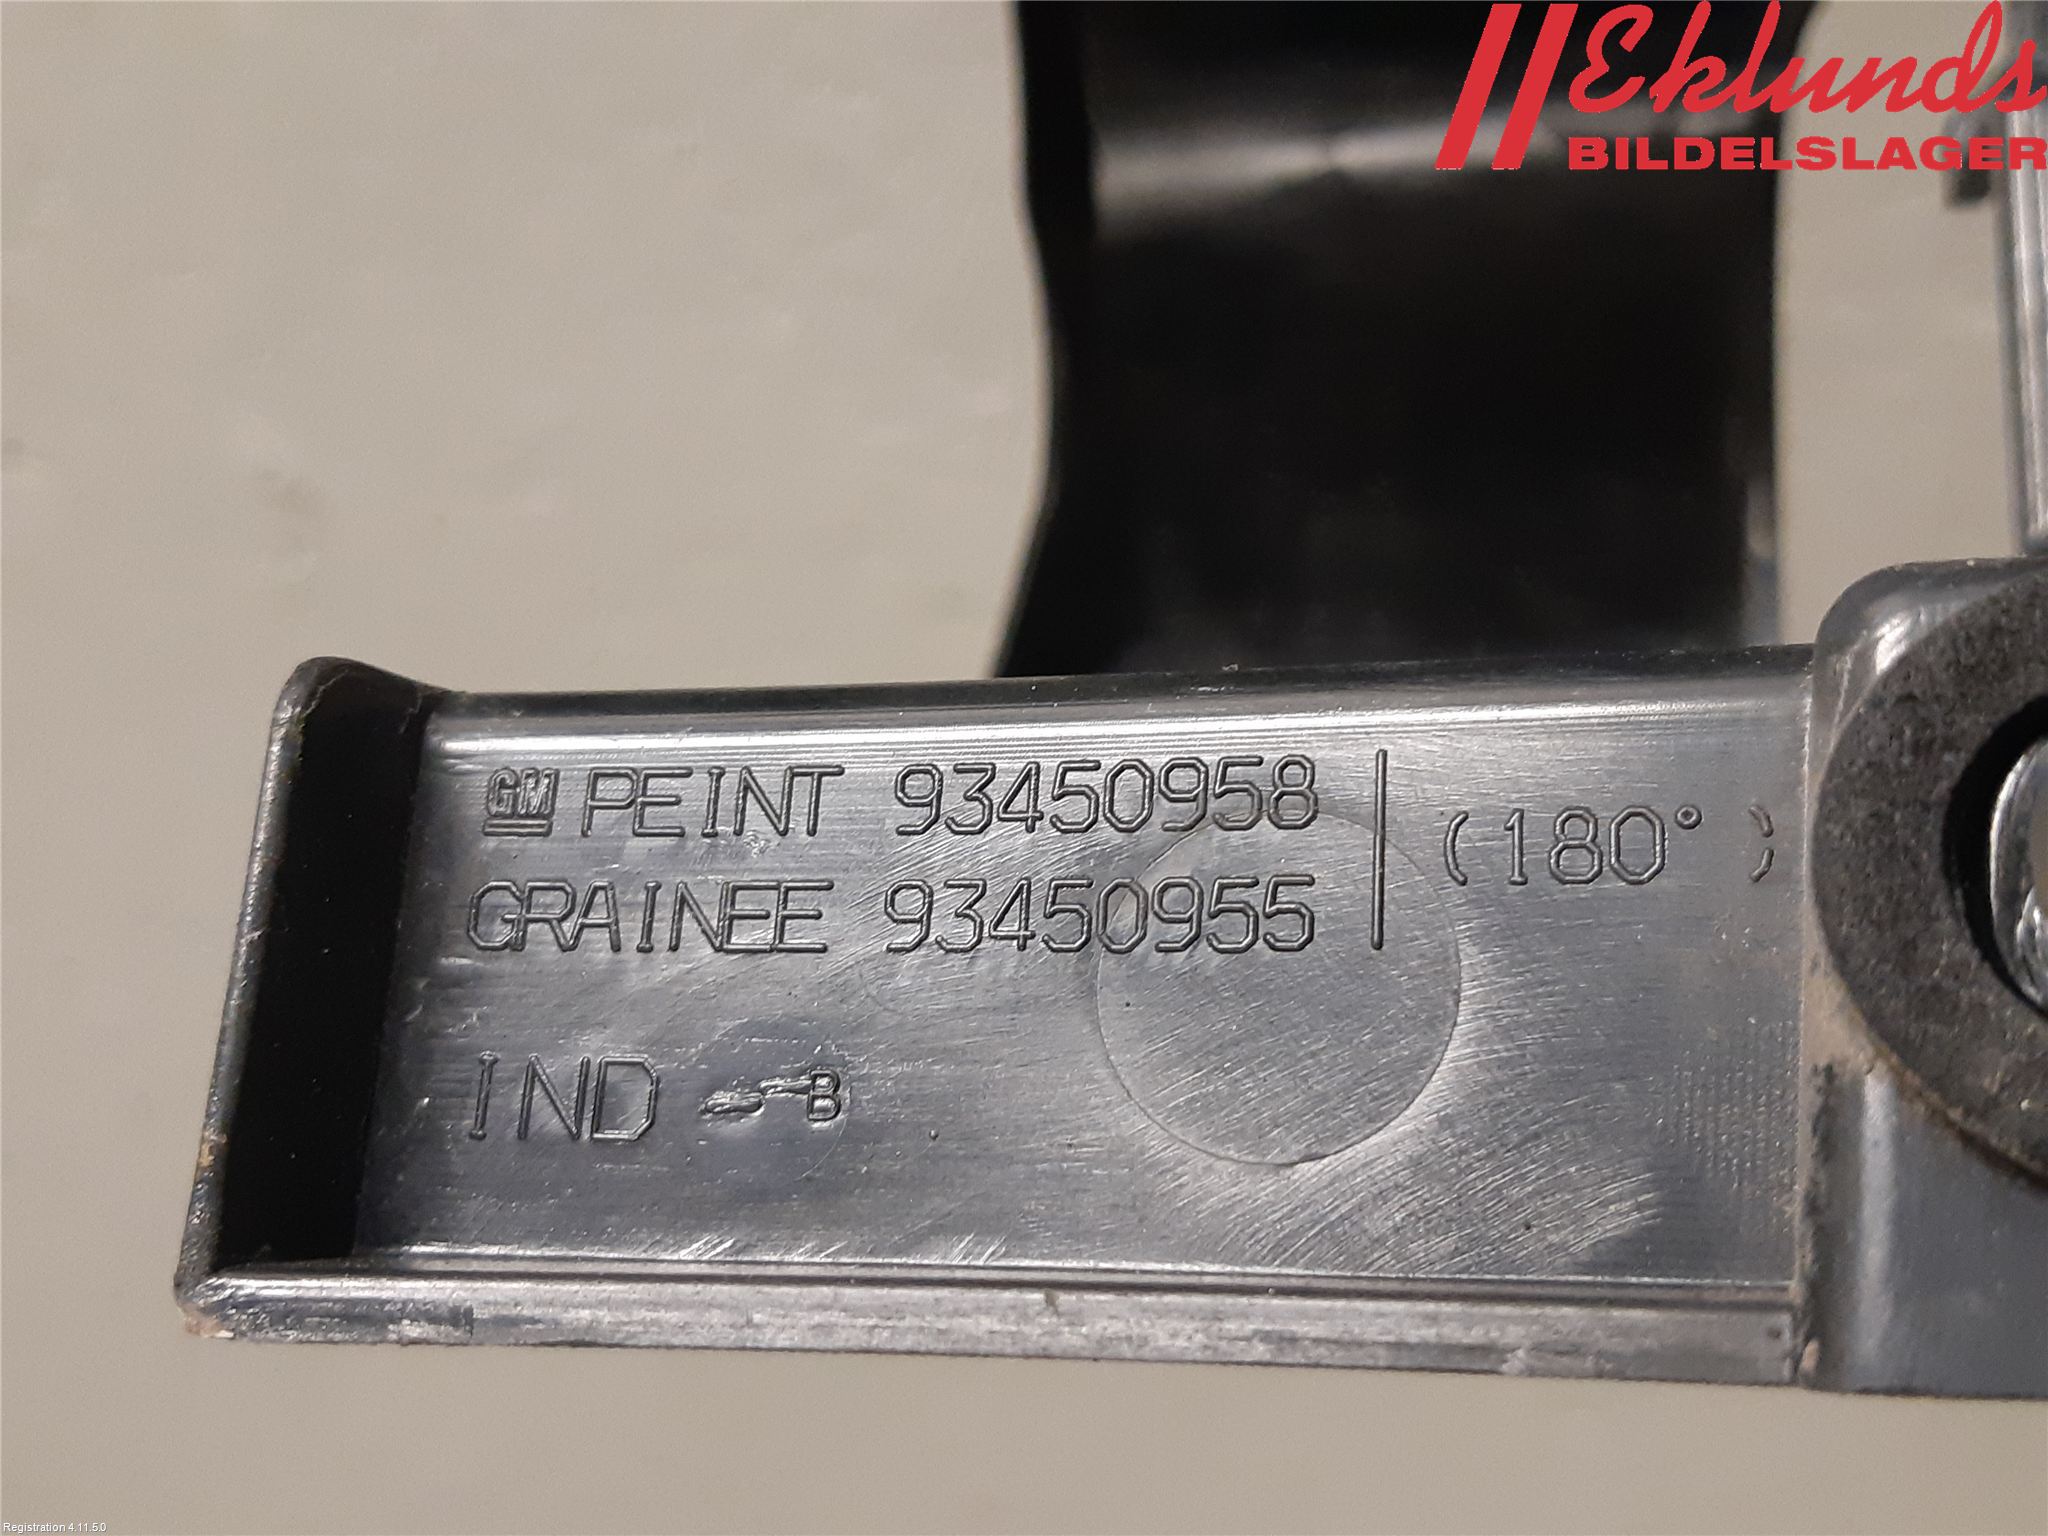 Eklunds
BILDELSLAGER
GM PEINT 93450958
GRAINEE 93450955
(180°)
IND B
Registration 4.11.5.0